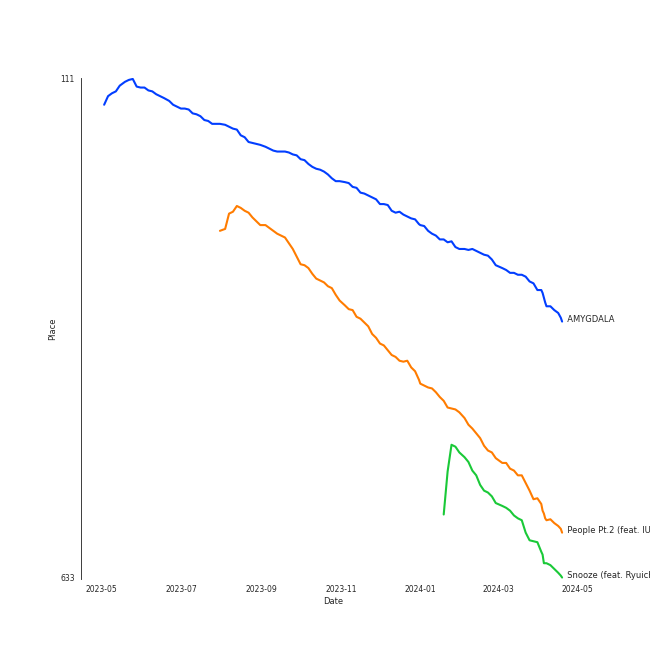 111
Place
AMYGDALA
People Pt.2 (feat. IU
Snooze (feat. Ryuic
633
2023-05 2023-07 2023-09 2023-11 2024-01 2024-03 2024-05
Date